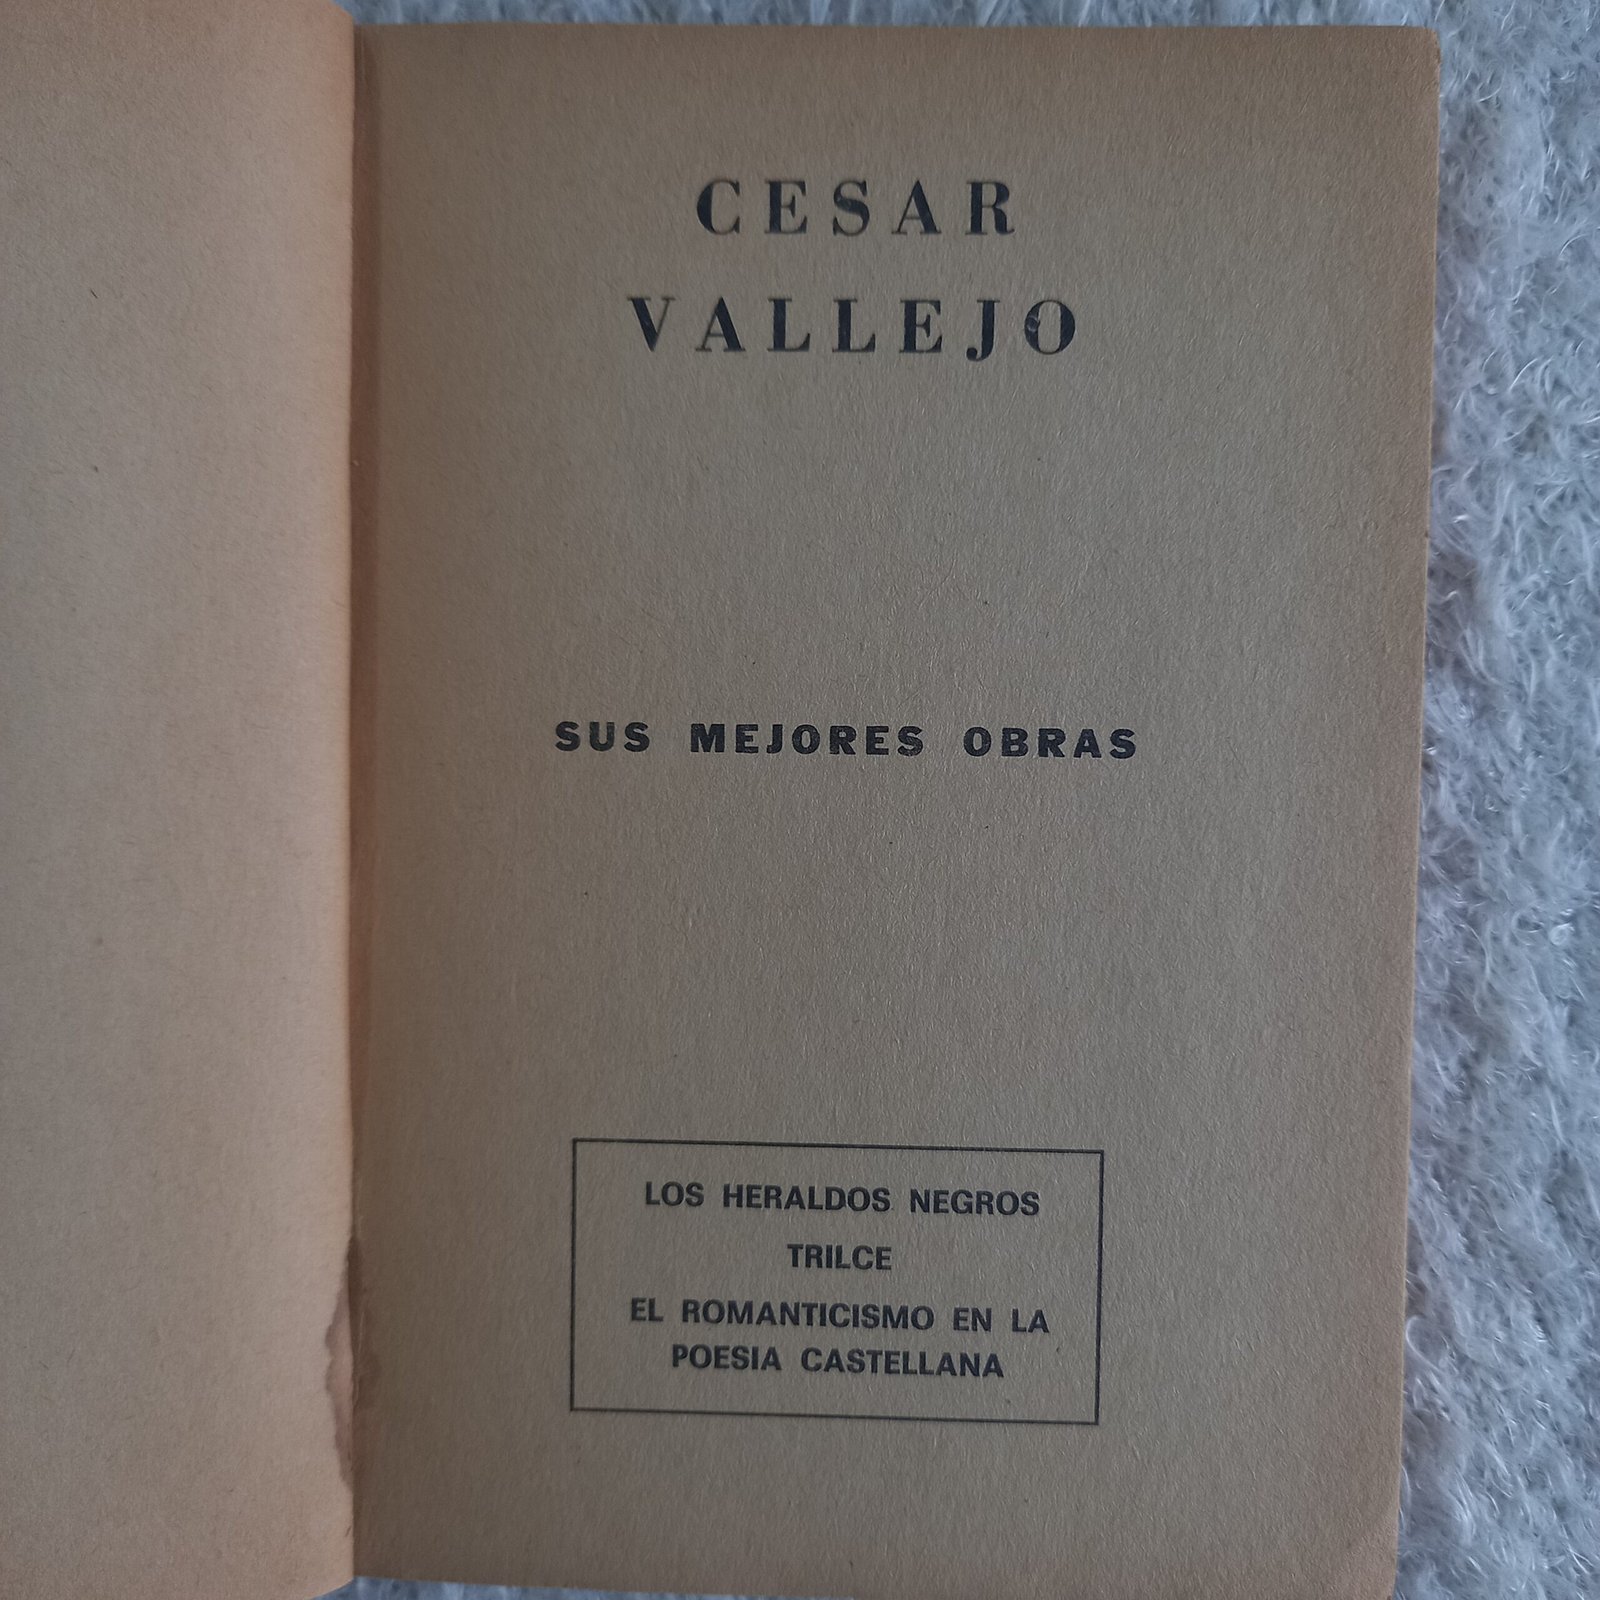 CESAR
VALLEJO
SUS MEJORES OBRAS
LOS HERALDOS NEGROS
TRILCE
EL ROMANTICISMO EN LA
POESIA CASTELLANA